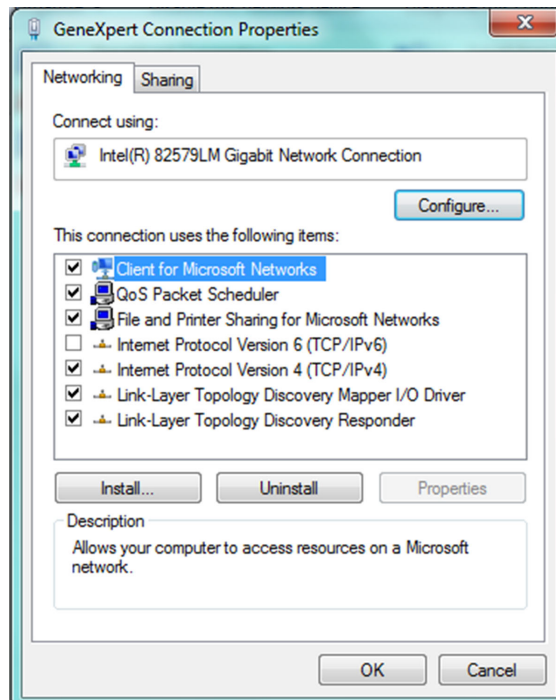 GeneXpert Connection Properties
Networking
Sharing
Connect using:
Intel(R) 82579LM Gigabit Network Connection
Configure...
This connection uses the following items:
Client for Microsoft Networks
QoS Packet Scheduler
File and Printer Sharing for Microsoft Networks
Internet Protocol Version 6 (TCP/IPv6)
Internet Protocol Version 4 (TCP/IPv4)
Link-Layer Topology Discovery Mapper I/O Driver
Link-Layer Topology Discovery Responder
Install...
Uninstall
Properties
Description
Allows your computer to access resources on a Microsoft
network.
OK
Cancel